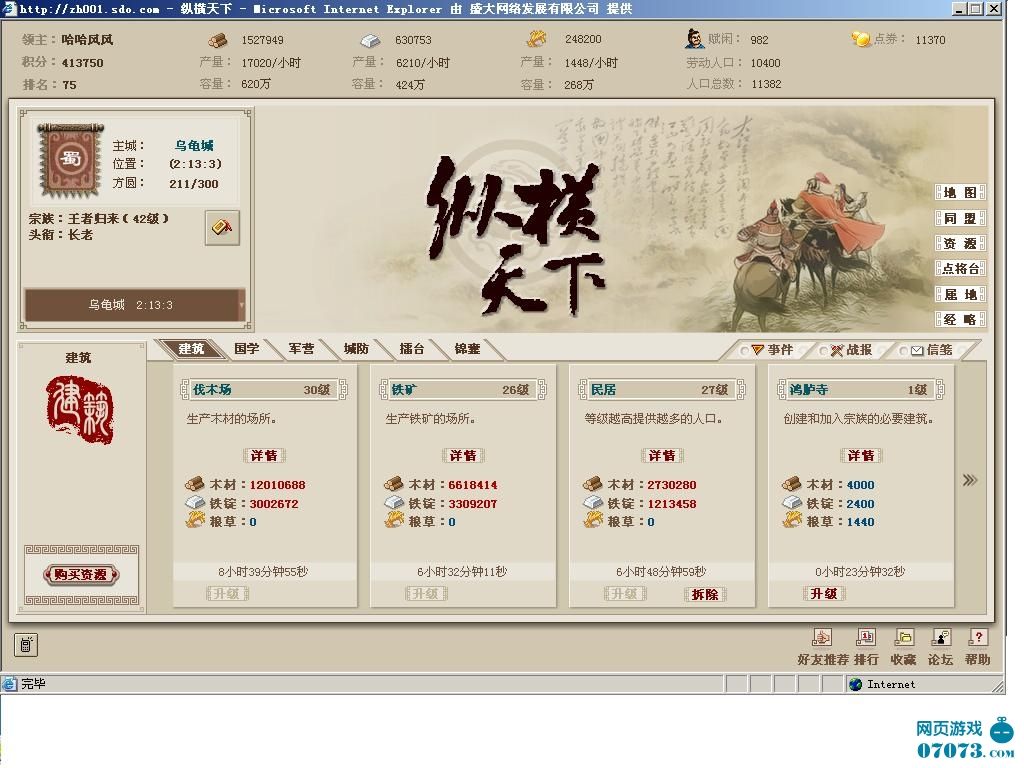 http://zh001.sdo.com - 纵横天下 - Microsoft Internet Explorer 由 盛大网络发展有限公司 提供
领主：哈哈风风 1527949 630753 248200 赋闲： 982 点券： 11370
积分：413750 产量： 17020/小时 产量： 6210/小时 产量： 1448/小时 劳动人口： 10400
排名：75 容量： 620万 容量： 424万 容量： 268万 人口总数： 11382
蜀
主城： 乌龟城
位置： (2:13:3)
方圆： 211/300
宗族：王者归来(42级)
头衔：长老
乌龟城 2:13:3
纵横
天下
地 图
同 盟
资 源
点将台
属 地
经 略
建筑 国学 军营 城防 擂台 锦囊 事件 战报 信笺
建筑
建筑
购买资源
伐木场 30级
生产木材的场所。
详情
木材：12010688
铁锭：3002672
粮草：0
8小时39分钟55秒
升级
铁矿 26级
生产铁矿的场所。
详情
木材：6618414
铁锭：3309207
粮草：0
6小时32分钟11秒
升级
民居 27级
等级越高提供越多的人口。
详情
木材：2730280
铁锭：1213458
粮草：0
6小时48分钟59秒
升级 拆除
鸿胪寺 1级
创建和加入宗族的必要建筑。
详情
木材：4000
铁锭：2400
粮草：1440
0小时23分钟32秒
升级
好友推荐 排行 收藏 论坛 帮助
完毕 Internet
网页游戏
07073.COM